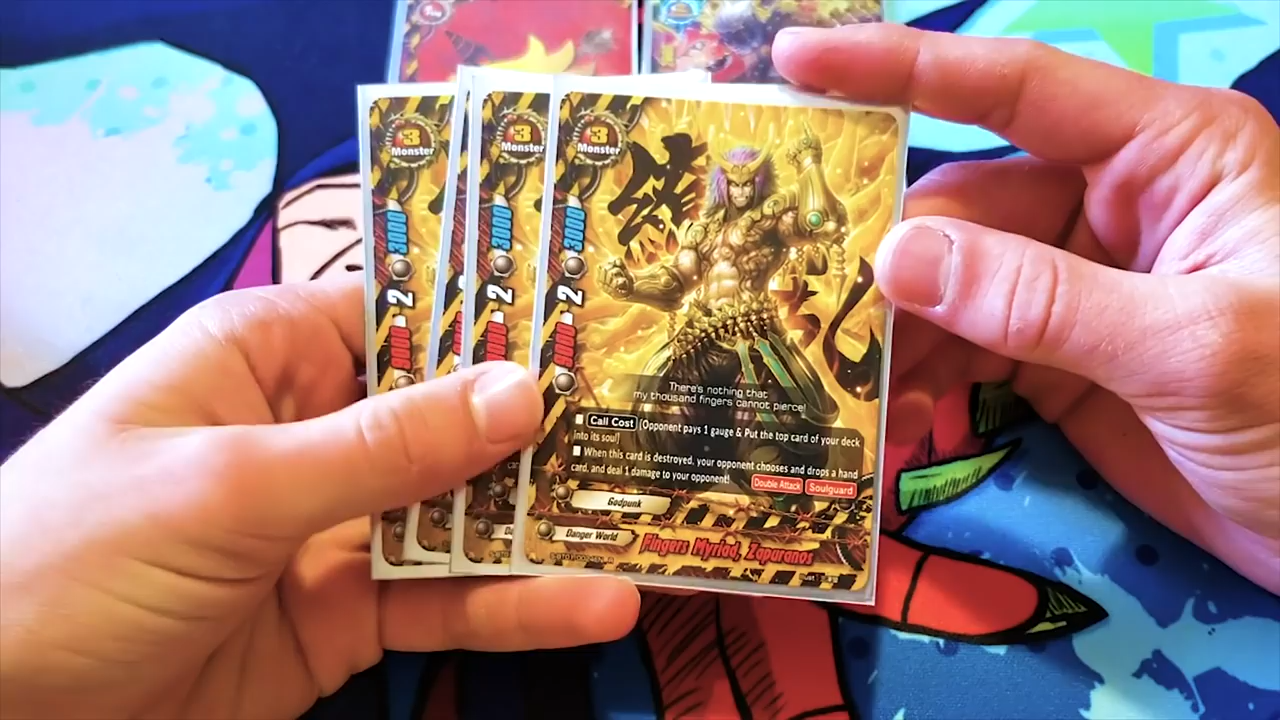 3
Monster
3000
2
9000
3
Monster
3000
2
3
Monster
3000
2
9000
There's nothing that
my thousand fingers cannot pierce!
■ Call Cost [Opponent pays 1 gauge & Put the top card of your deck
into its soul]
■ When this card is destroyed, your opponent chooses and drops a hand
card, and deal 1 damage to your opponent!
Double Attack Soulguard
Godpunk
Danger World
Fingers Myriad, Zapuranos